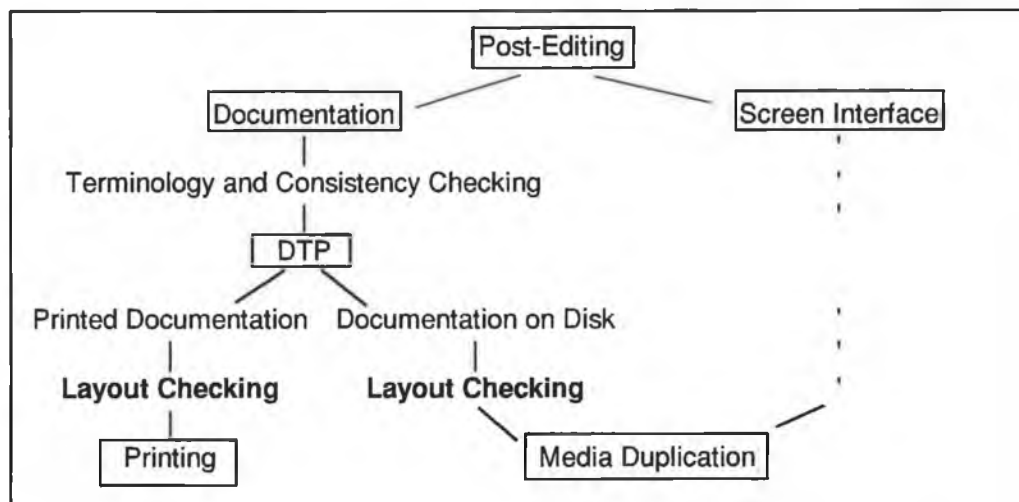 Post-Editing
Documentation
Screen Interface
Terminology and Consistency Checking
DTP
Printed Documentation
Documentation on Disk
Layout Checking
Layout Checking
Printing
Media Duplication